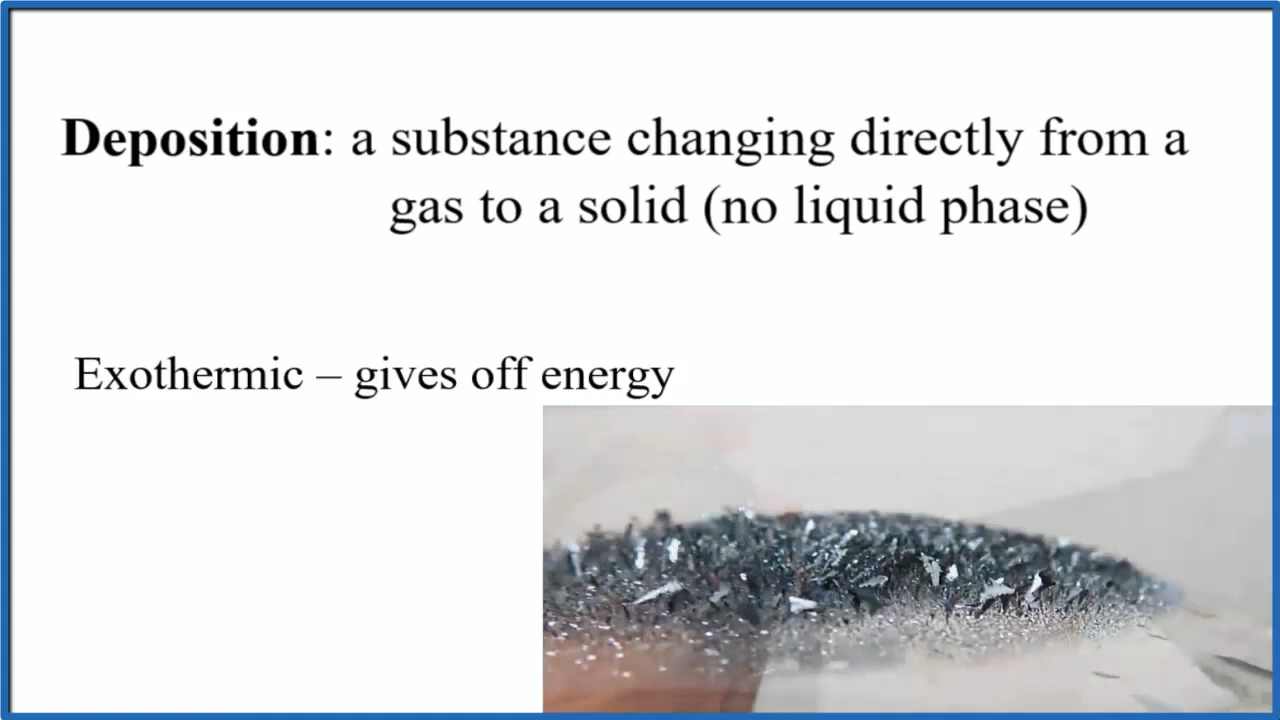 Deposition: a substance changing directly from a
gas to a solid (no liquid phase)
Exothermic – gives off energy